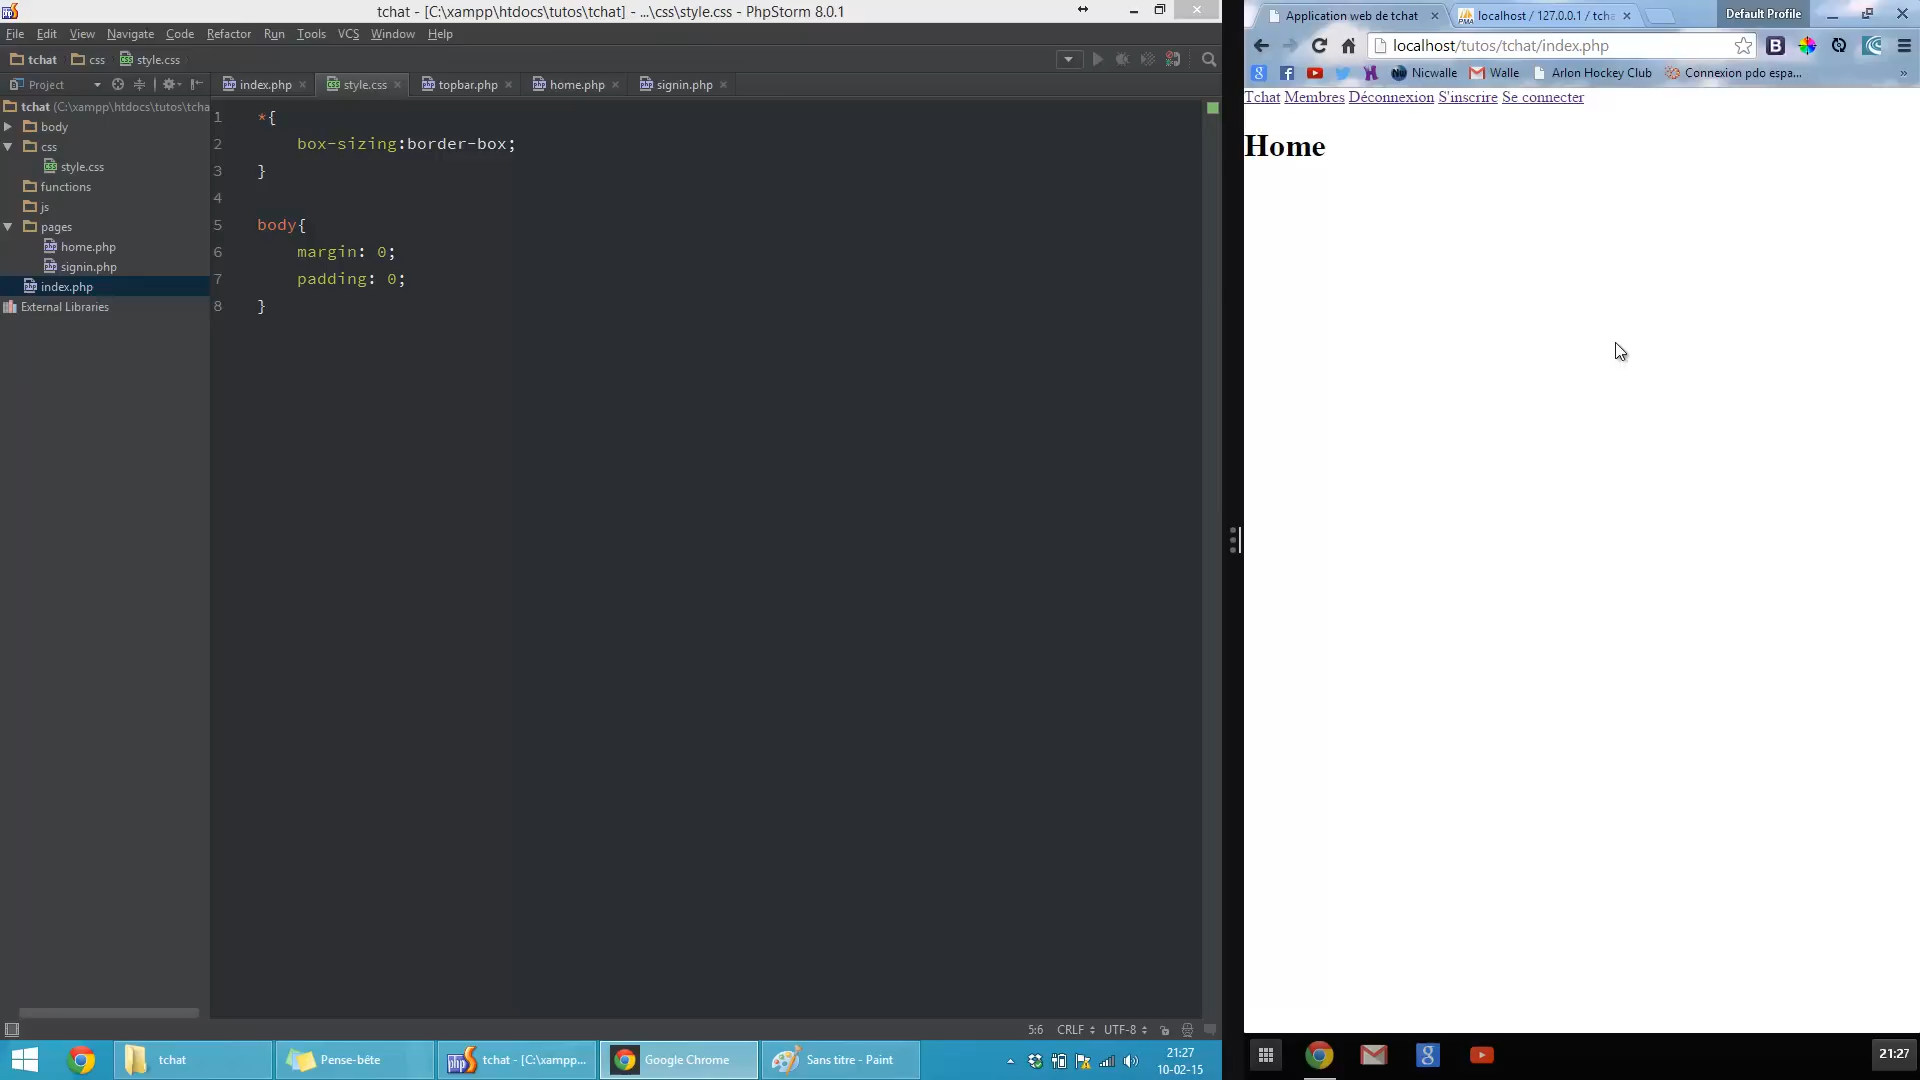 tchat - [C:\xampp\htdocs\tutos\tchat] - ...\css\style.css - PhpStorm 8.0.1
File Edit View Navigate Code Refactor Run Tools VCS Window Help
tchat css style.css
Project
index.php style.css topbar.php home.php signin.php
tchat (C:\xampp\htdocs\tutos\tcha
body
css
style.css
functions
js
pages
home.php
signin.php
index.php
External Libraries
1 *{
2 box-sizing:border-box;
3 }
4
5 body{
6 margin: 0;
7 padding: 0;
8 }
5:6 CRLF UTF-8
tchat Pense-bête tchat - [C:\xamp... Google Chrome Sans titre - Paint
21:27
10-02-15
Application web de tchat localhost / 127.0.0.1 / tcha Default Profile
localhost/tutos/tchat/index.php
Nicwalle Walle Arlon Hockey Club Connexion pdo espa... »
Tchat Membres Déconnexion S'inscrire Se connecter
Home
21:27